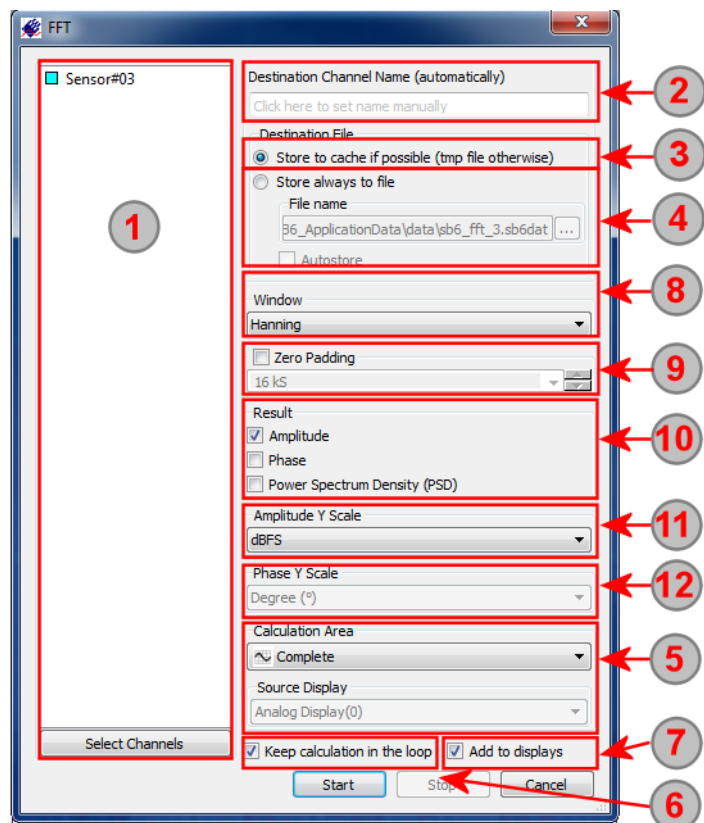 FFT
x
Sensor#03
1
Destination Channel Name (automatically)
Click here to set name manually
2
Destination File
Store to cache if possible (tmp file otherwise)
3
Store always to file
File name
36_ApplicationData\data\sb6_fft_3.sb6dat
...
4
Autostore
Window
Hanning
8
Zero Padding
16 kS
9
Result
Amplitude
Phase
Power Spectrum Density (PSD)
10
Amplitude Y Scale
dBFS
11
Phase Y Scale
Degree (°)
12
Calculation Area
Complete
5
Source Display
Analog Display(0)
Select Channels
Keep calculation in the loop
Add to displays
7
Start
Stop
Cancel
6